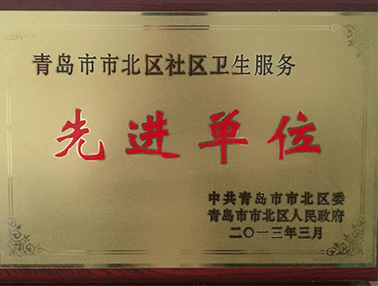 青岛市市北区社区卫生服务
先进单位
中共青岛市市北区委
青岛市市北区人民政府
二〇一三年三月